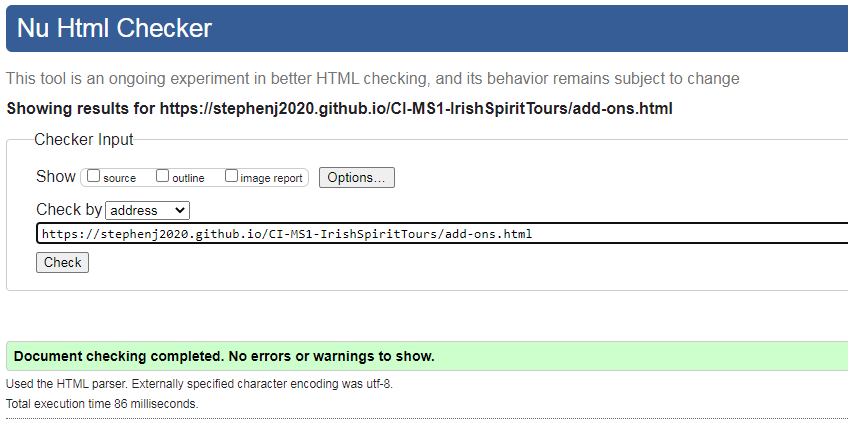 Nu Html Checker
This tool is an ongoing experiment in better HTML checking, and its behavior remains subject to change
Showing results for https://stephenj2020.github.io/CI-MS1-IrishSpiritTours/add-ons.html
Checker Input
Show source outline image report Options...
Check by address
https://stephenj2020.github.io/CI-MS1-IrishSpiritTours/add-ons.html
Check
Document checking completed. No errors or warnings to show.
Used the HTML parser. Externally specified character encoding was utf-8.
Total execution time 86 milliseconds.